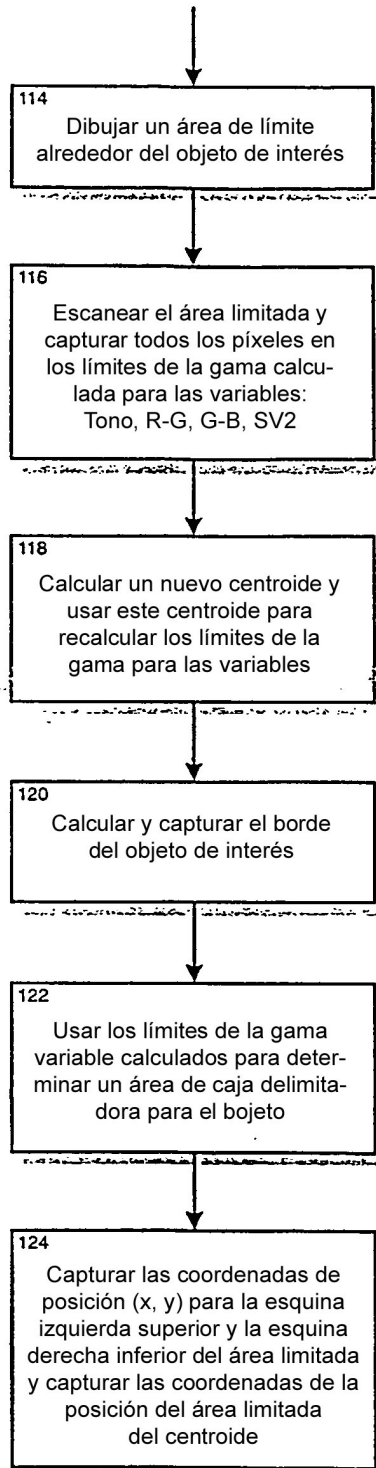 114
Dibujar un área de límite
alrededor del objeto de interés
116
Escanear el área limitada y
capturar todos los píxeles en
los límites de la gama calcu-
lada para las variables:
Tono, R-G, G-B, SV2
118
Calcular un nuevo centroide y
usar este centroide para
recalcular los límites de la
gama para las variables
120
Calcular y capturar el borde
del objeto de interés
122
Usar los límites de la gama
variable calculados para deter-
minar un área de caja delimita-
dora para el bojeto
124
Capturar las coordenadas de
posición (x, y) para la esquina
izquierda superior y la esquina
derecha inferior del área limitada
y capturar las coordenadas de la
posición del área limitada
del centroide